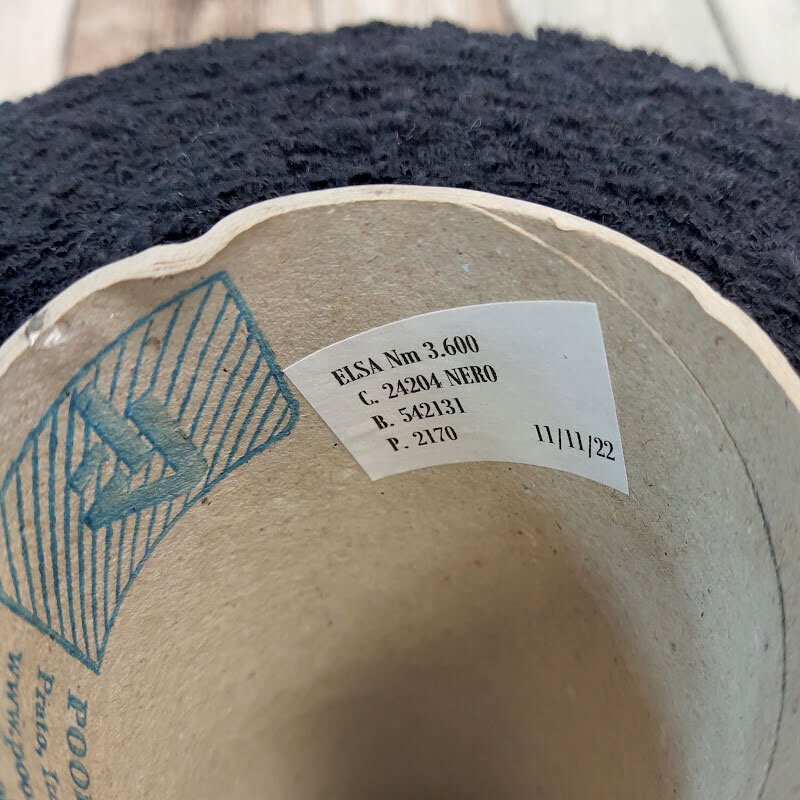 ELSA Nm 3.600
C. 24204 NERO
B. 542131
P. 2170 11/11/22